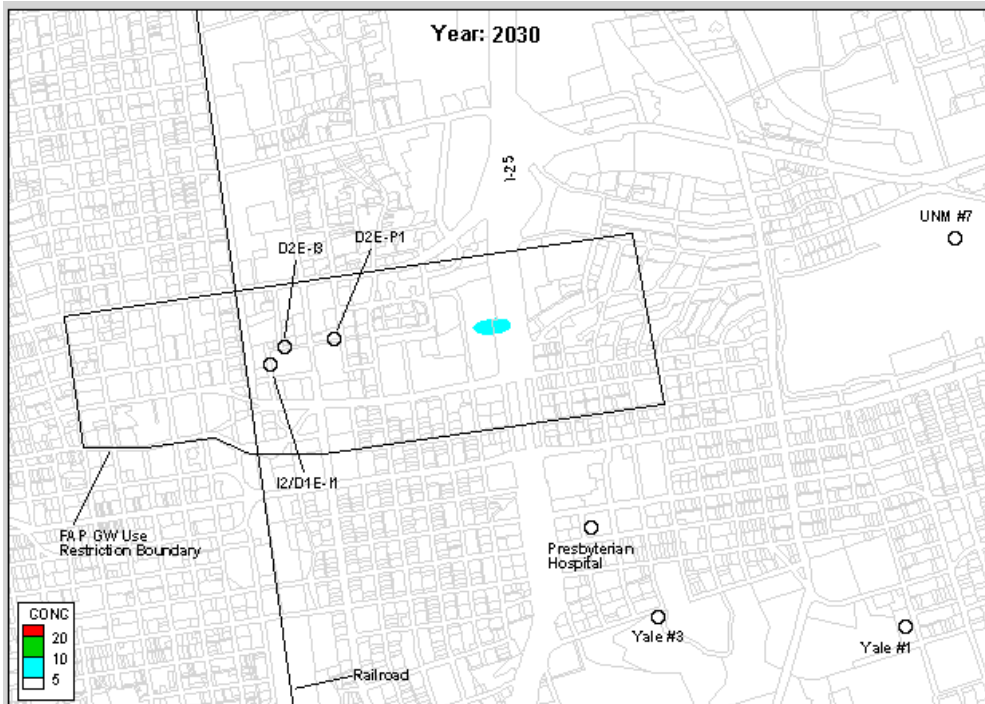 Year: 2030
I-25
UNM #7
D2E-P1
D2E-I3
I2/D1E-I1
FAP GW Use
Restriction Boundary
Presbyterian
Hospital
CONC
20
10
5
Yale #3
Yale #1
Railroad